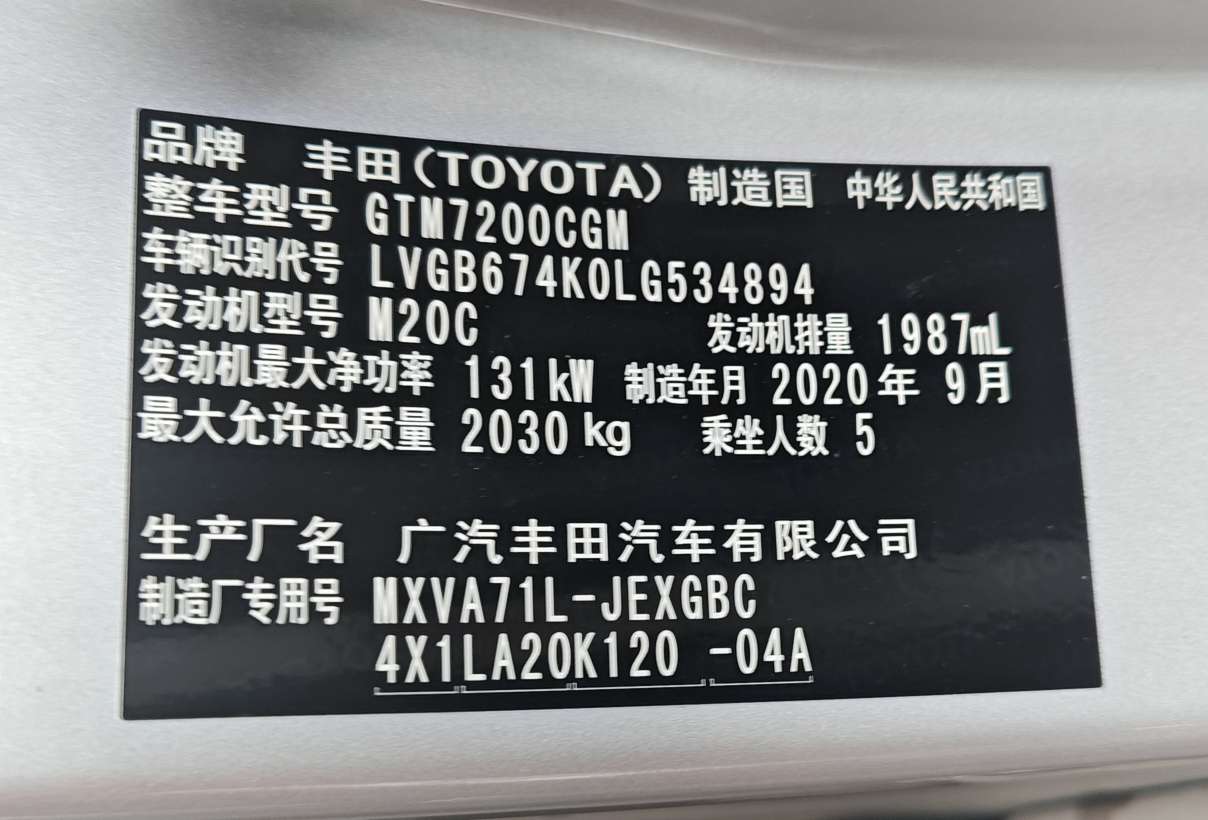 品牌 丰田(TOYOTA) 制造国 中华人民共和国
整车型号 GTM7200CGM
车辆识别代号 LVGB674K0LG534894
发动机型号 M20C 发动机排量 1987mL
发动机最大净功率 131kW 制造年月 2020年 9月
最大允许总质量 2030kg 乘坐人数 5
生产厂名 广汽丰田汽车有限公司
制造厂专用号 MXVA71L-JEXGBC
4X1LA20K120 -04A